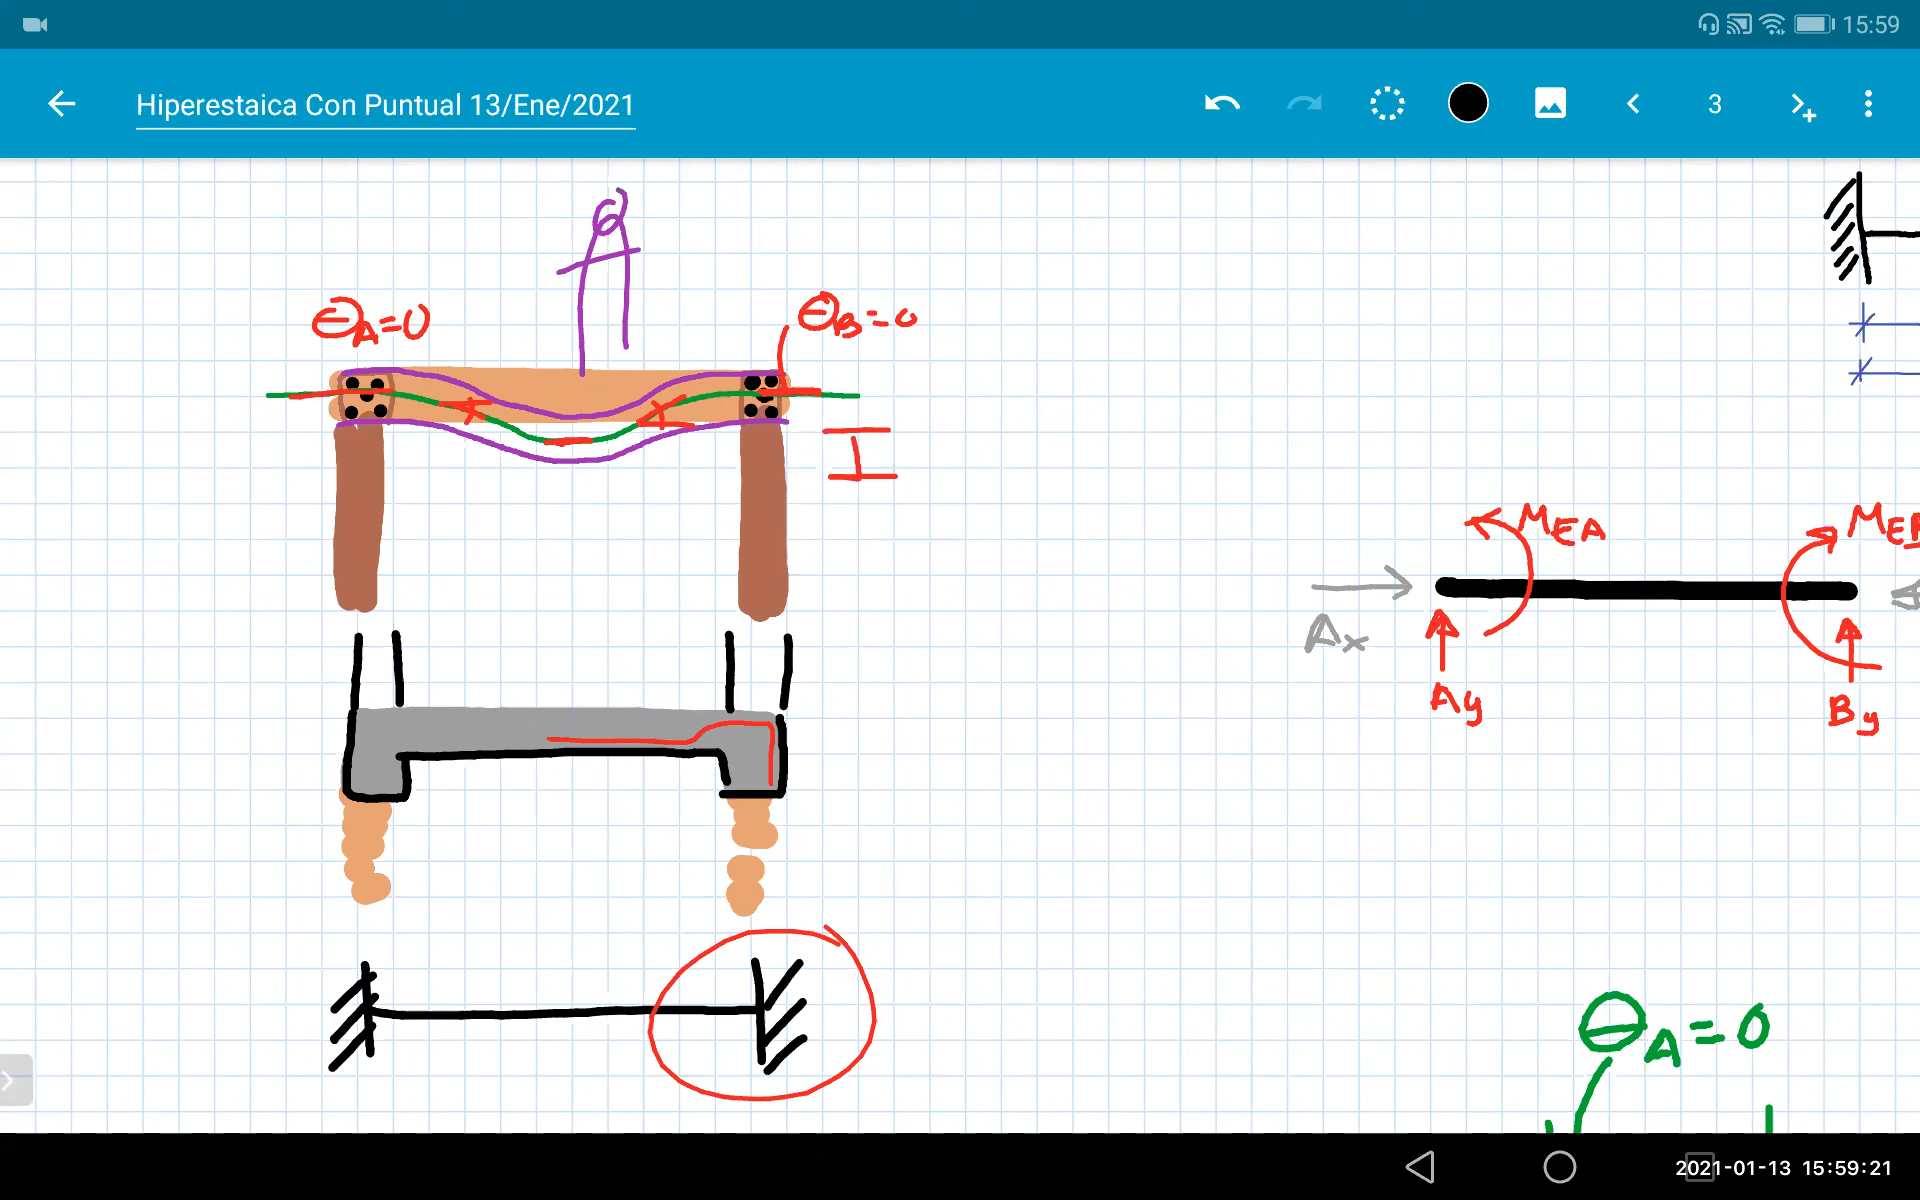 15:59
Hiperestaica Con Puntual 13/Ene/2021
3
θA=0
θB=0
I
MEA
Ax
Ay
By
θA=0
2021-01-13 15:59:21